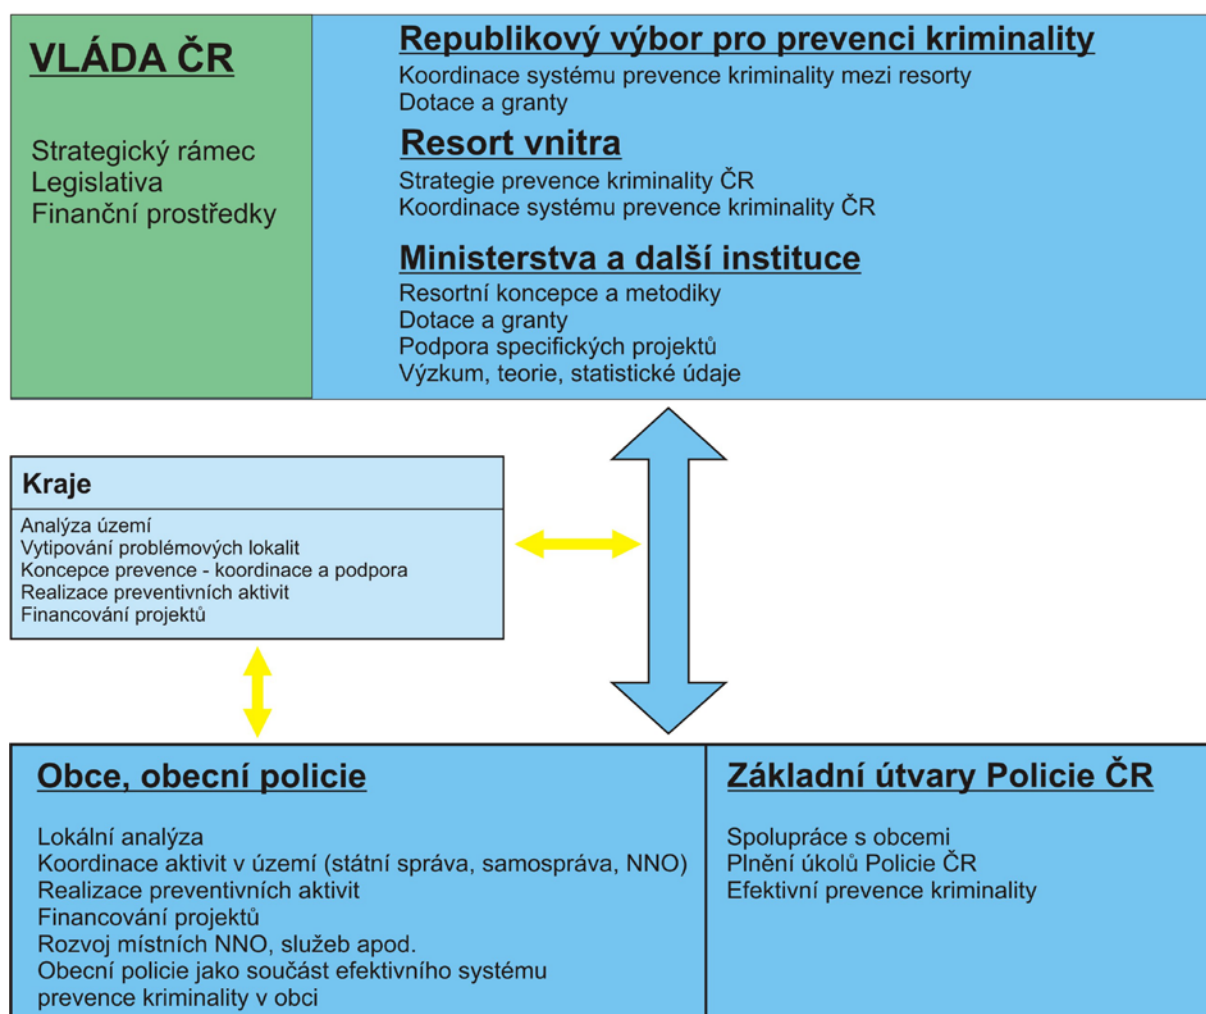 VLÁDA ČR
Strategický rámec
Legislativa
Finanční prostředky
Republikový výbor pro prevenci kriminality
Koordinace systému prevence kriminality mezi resorty
Dotace a granty
Resort vnitra
Strategie prevence kriminality ČR
Koordinace systému prevence kriminality ČR
Ministerstva a další instituce
Resortní koncepce a metodiky
Dotace a granty
Podpora specifických projektů
Výzkum, teorie, statistické údaje
Kraje
Analýza území
Vytipování problémových lokalit
Koncepce prevence - koordinace a podpora
Realizace preventivních aktivit
Financování projektů
Obce, obecní policie
Lokální analýza
Koordinace aktivit v území (státní správa, samospráva, NNO)
Realizace preventivních aktivit
Financování projektů
Rozvoj místních NNO, služeb apod.
Obecní policie jako součást efektivního systému
prevence kriminality v obci
Základní útvary Policie ČR
Spolupráce s obcemi
Plnění úkolů Policie ČR
Efektivní prevence kriminality